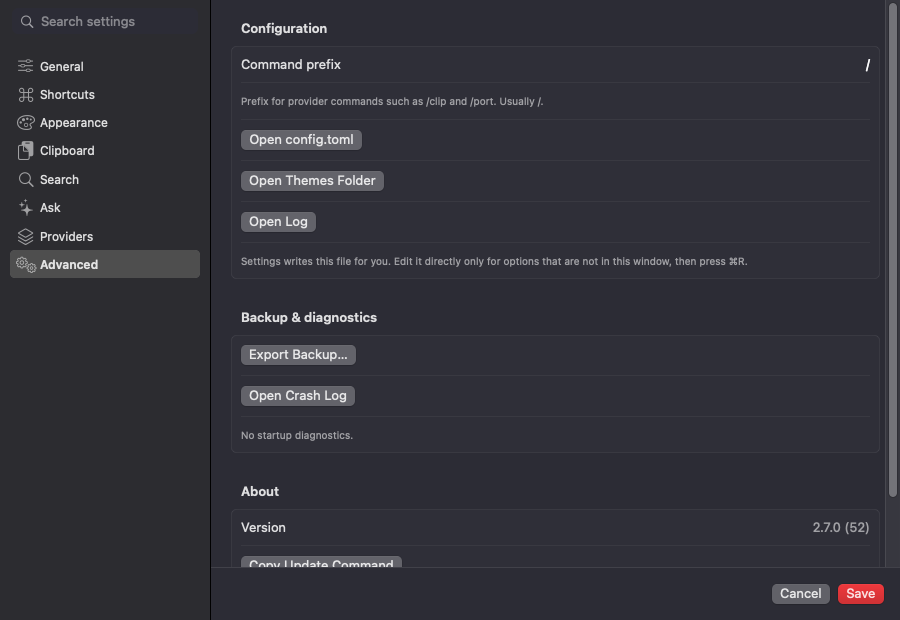 Search settings
General
Shortcuts
Appearance
Clipboard
Search
Ask
Providers
Advanced
Configuration
Command prefix /
Prefix for provider commands such as /clip and /port. Usually /.
Open config.toml
Open Themes Folder
Open Log
Settings writes this file for you. Edit it directly only for options that are not in this window, then press ⌘R.
Backup & diagnostics
Export Backup...
Open Crash Log
No startup diagnostics.
About
Version 2.7.0 (52)
Copy Update Command
Cancel Save